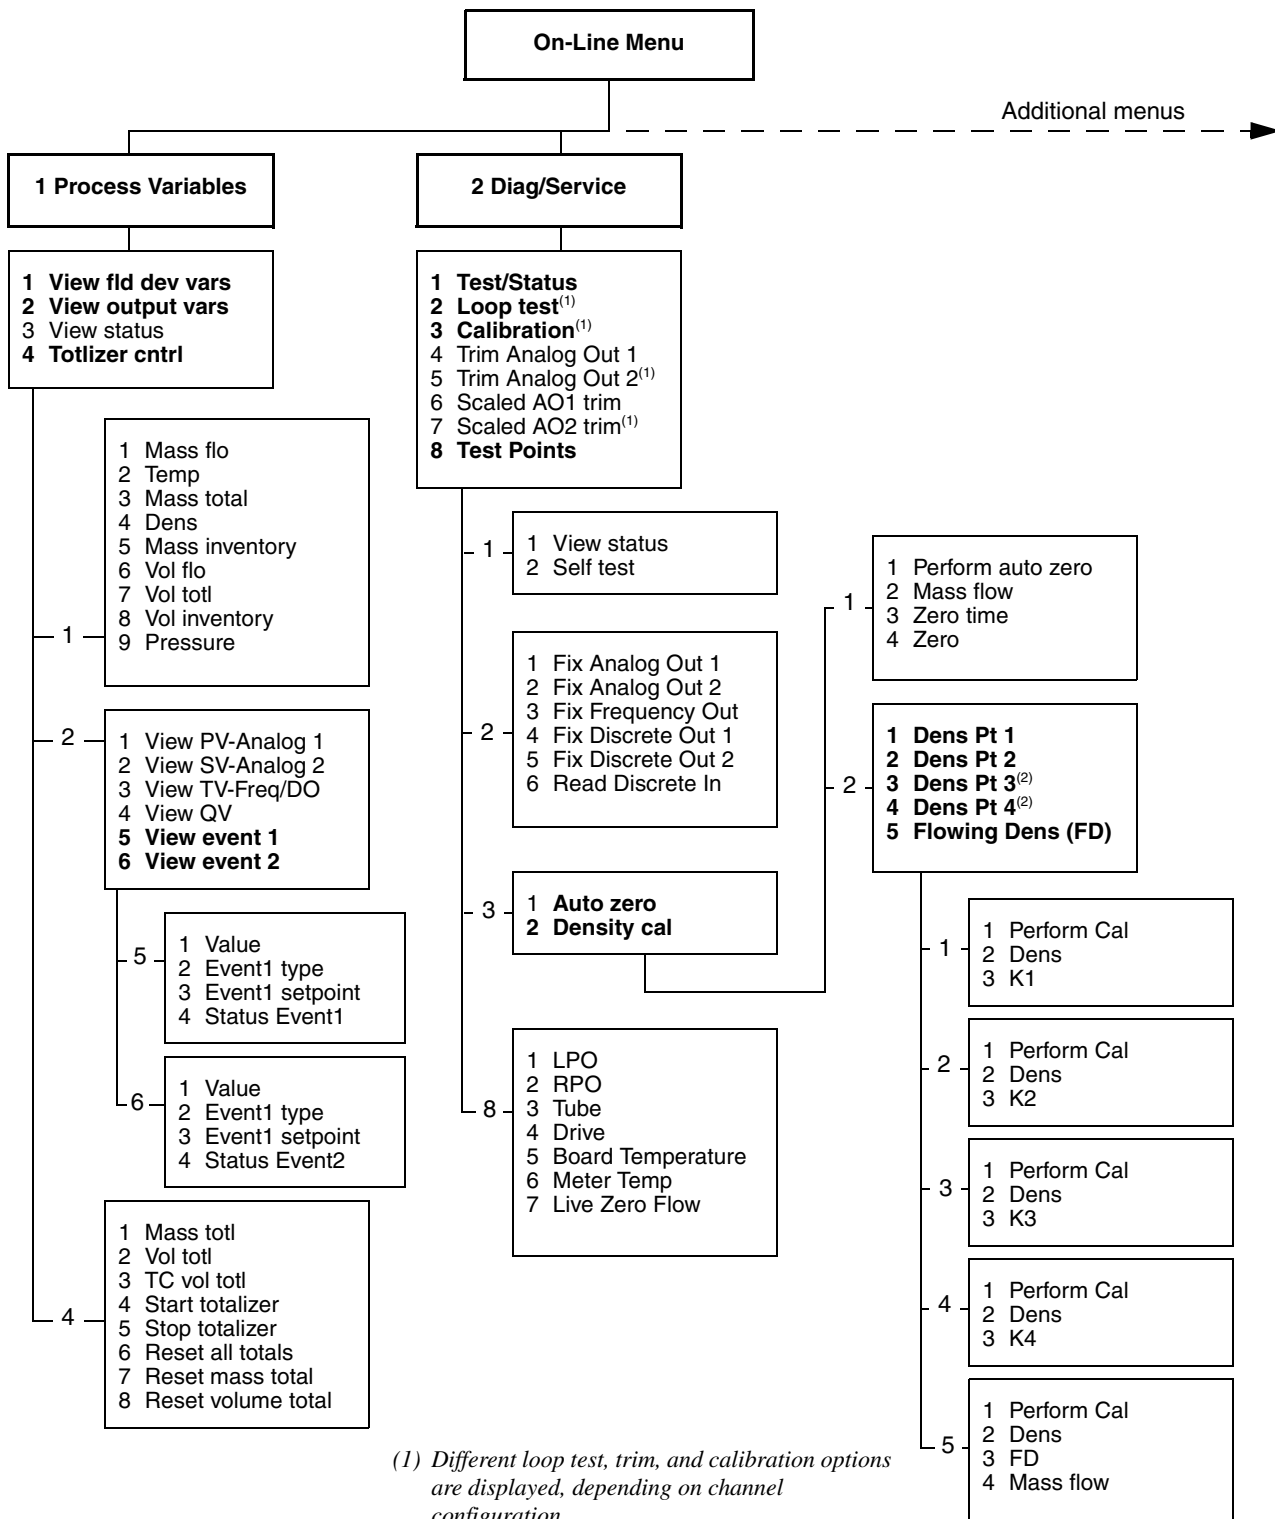 On-Line Menu
Additional menus
1 Process Variables
1 View fld dev vars
2 View output vars
3 View status
4 Totlizer cntrl
1
1 Mass flo
2 Temp
3 Mass total
4 Dens
5 Mass inventory
6 Vol flo
7 Vol totl
8 Vol inventory
9 Pressure
2
1 View PV-Analog 1
2 View SV-Analog 2
3 View TV-Freq/DO
4 View QV
5 View event 1
6 View event 2
5
1 Value
2 Event1 type
3 Event1 setpoint
4 Status Event1
6
1 Value
2 Event1 type
3 Event1 setpoint
4 Status Event2
4
1 Mass totl
2 Vol totl
3 TC vol totl
4 Start totalizer
5 Stop totalizer
6 Reset all totals
7 Reset mass total
8 Reset volume total
2 Diag/Service
1 Test/Status
2 Loop test(1)
3 Calibration(1)
4 Trim Analog Out 1
5 Trim Analog Out 2(1)
6 Scaled AO1 trim
7 Scaled AO2 trim(1)
8 Test Points
1
1 View status
2 Self test
2
1 Fix Analog Out 1
2 Fix Analog Out 2
3 Fix Frequency Out
4 Fix Discrete Out 1
5 Fix Discrete Out 2
6 Read Discrete In
3
1 Auto zero
2 Density cal
8
1 LPO
2 RPO
3 Tube
4 Drive
5 Board Temperature
6 Meter Temp
7 Live Zero Flow
1
1 Perform auto zero
2 Mass flow
3 Zero time
4 Zero
2
1 Dens Pt 1
2 Dens Pt 2
3 Dens Pt 3(2)
4 Dens Pt 4(2)
5 Flowing Dens (FD)
1
1 Perform Cal
2 Dens
3 K1
2
1 Perform Cal
2 Dens
3 K2
3
1 Perform Cal
2 Dens
3 K3
4
1 Perform Cal
2 Dens
3 K4
5
1 Perform Cal
2 Dens
3 FD
4 Mass flow
(1) Different loop test, trim, and calibration options
are displayed, depending on channel
configuration